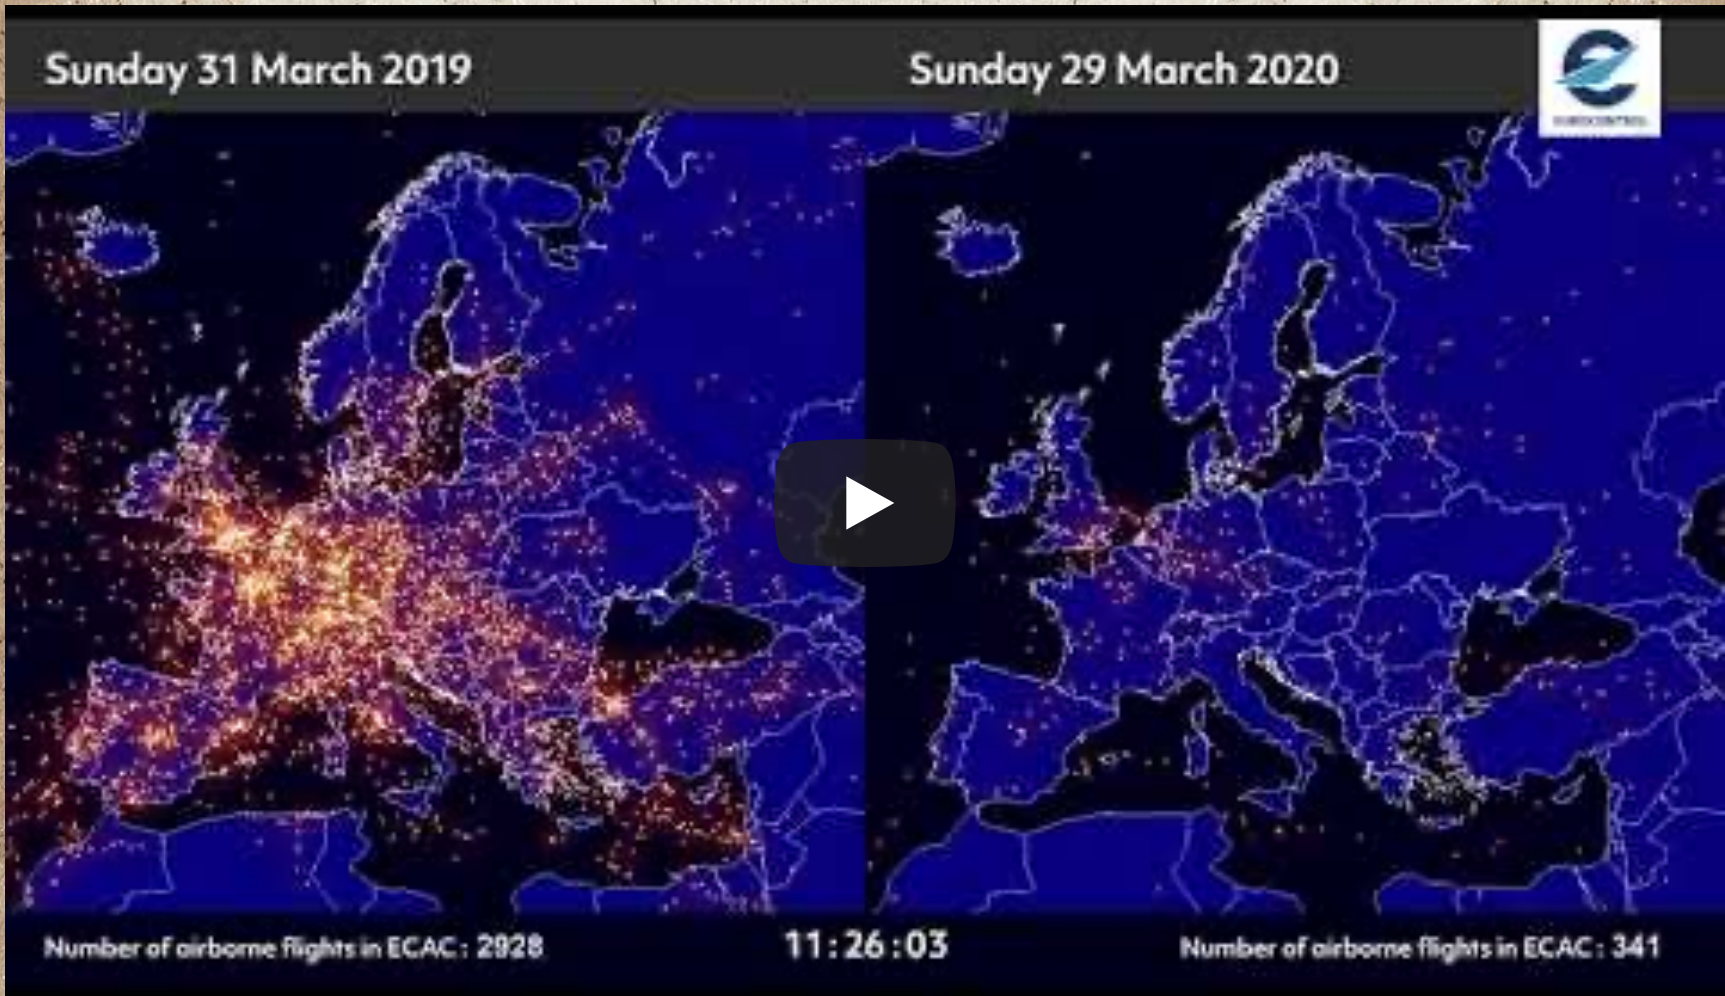 Sunday 31 March 2019
Sunday 29 March 2020
EUROCONTROL
Number of airborne flights in ECAC : 2928
11:26:03
Number of airborne flights in ECAC : 341